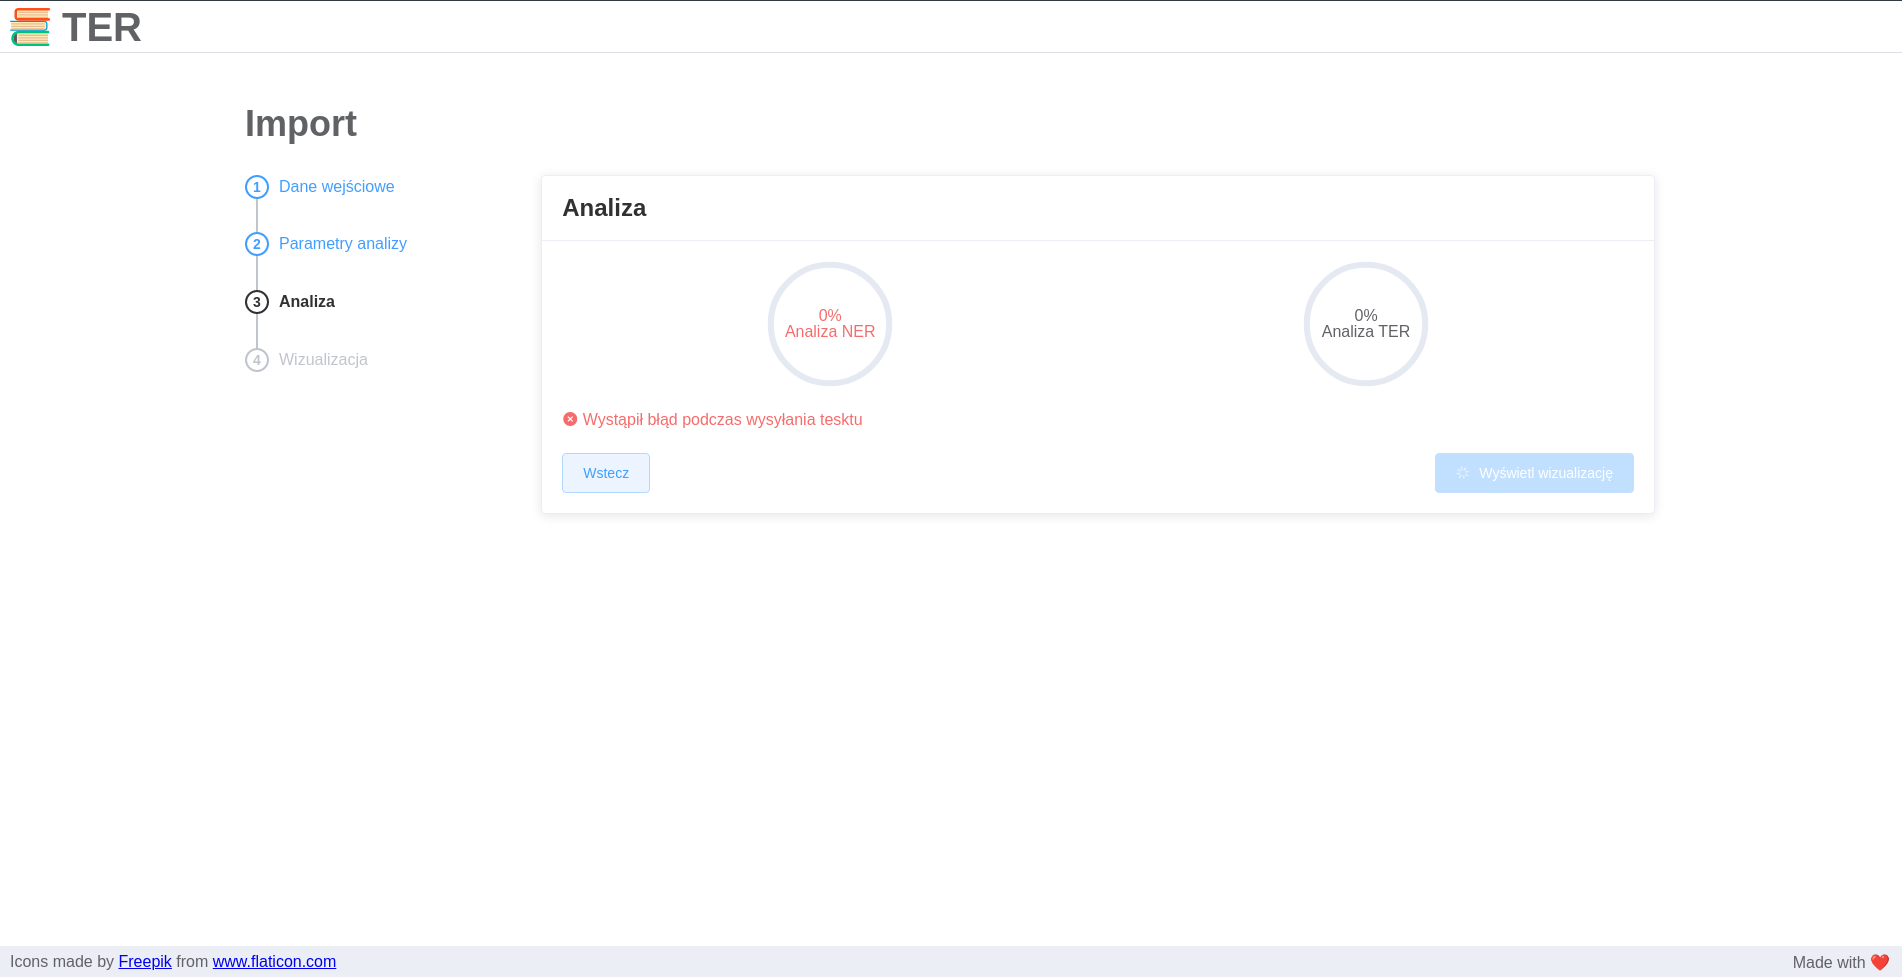 TER
Import
1 Dane wejściowe
2 Parametry analizy
3 Analiza
4 Wizualizacja
Analiza
0%
Analiza NER
0%
Analiza TER
Wystąpił błąd podczas wysyłania tesktu
Wstecz
Wyświetl wizualizację
Icons made by Freepik from www.flaticon.com
Made with ❤️